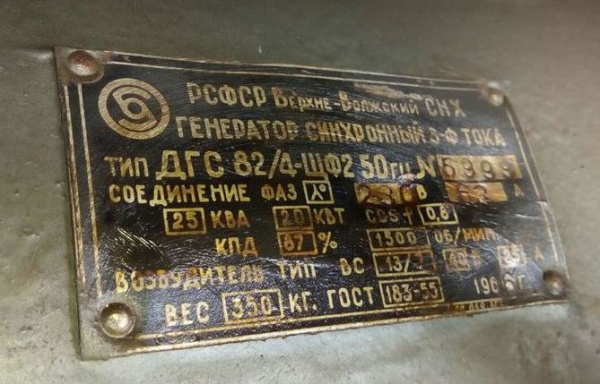 РСФСР Верхне-Волжский СНХ
ГЕНЕРАТОР СИНХРОННЫЙ 3-Ф ТОКА
ТИП ДГС 82/4-ЩФ2 50гц N 5993
СОЕДИНЕНИЕ ФАЗ В А
25 КВА 20 КВТ COS φ 0,8
КПД 87 % 1500 ОБ/МИН.
ВОЗБУДИТЕЛЬ ТИП ВС 13/7 В А
ВЕС 350 КГ. ГОСТ 183-55 196 г.